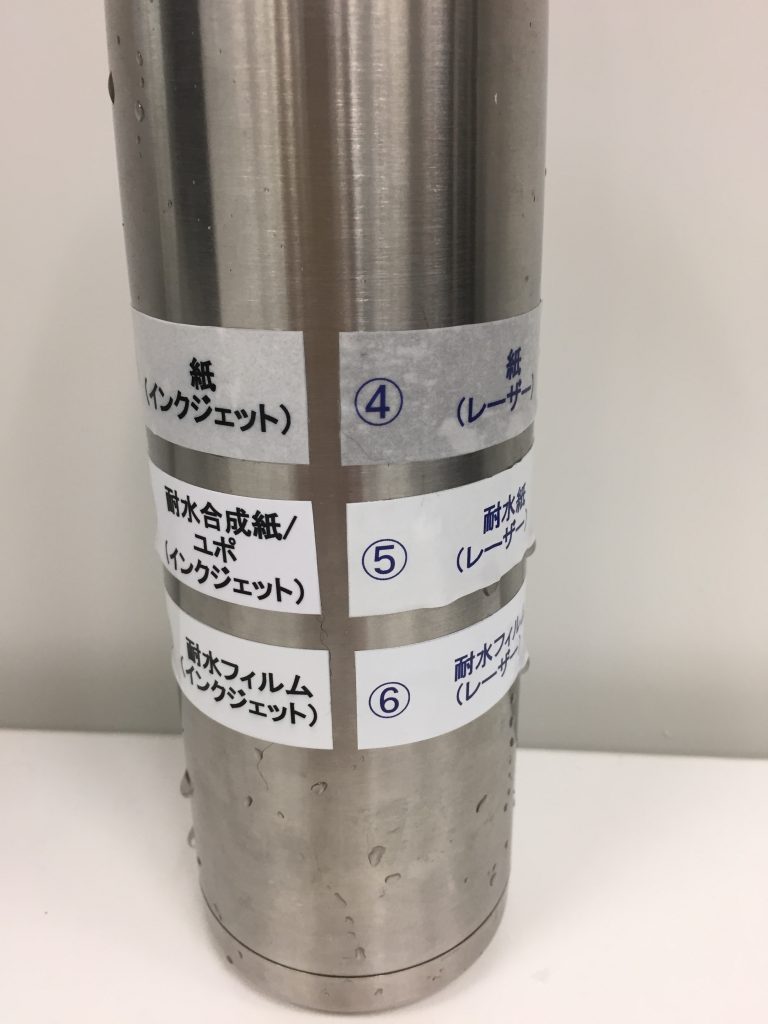 紙
(インクジェット)
④ 紙
(レーザー)
耐水合成紙/
ユポ
(インクジェット)
⑤ 耐水紙
(レーザー)
耐水フィルム
(インクジェット)
⑥ 耐水フィルム
(レーザー)